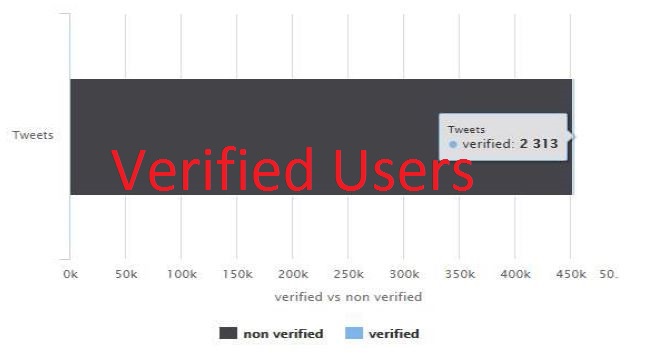 Tweets
Tweets
verified: 2 313
Verified Users
0k 50k 100k 150k 200k 250k 300k 350k 400k 450k 50.
verified vs non verified
non verified verified